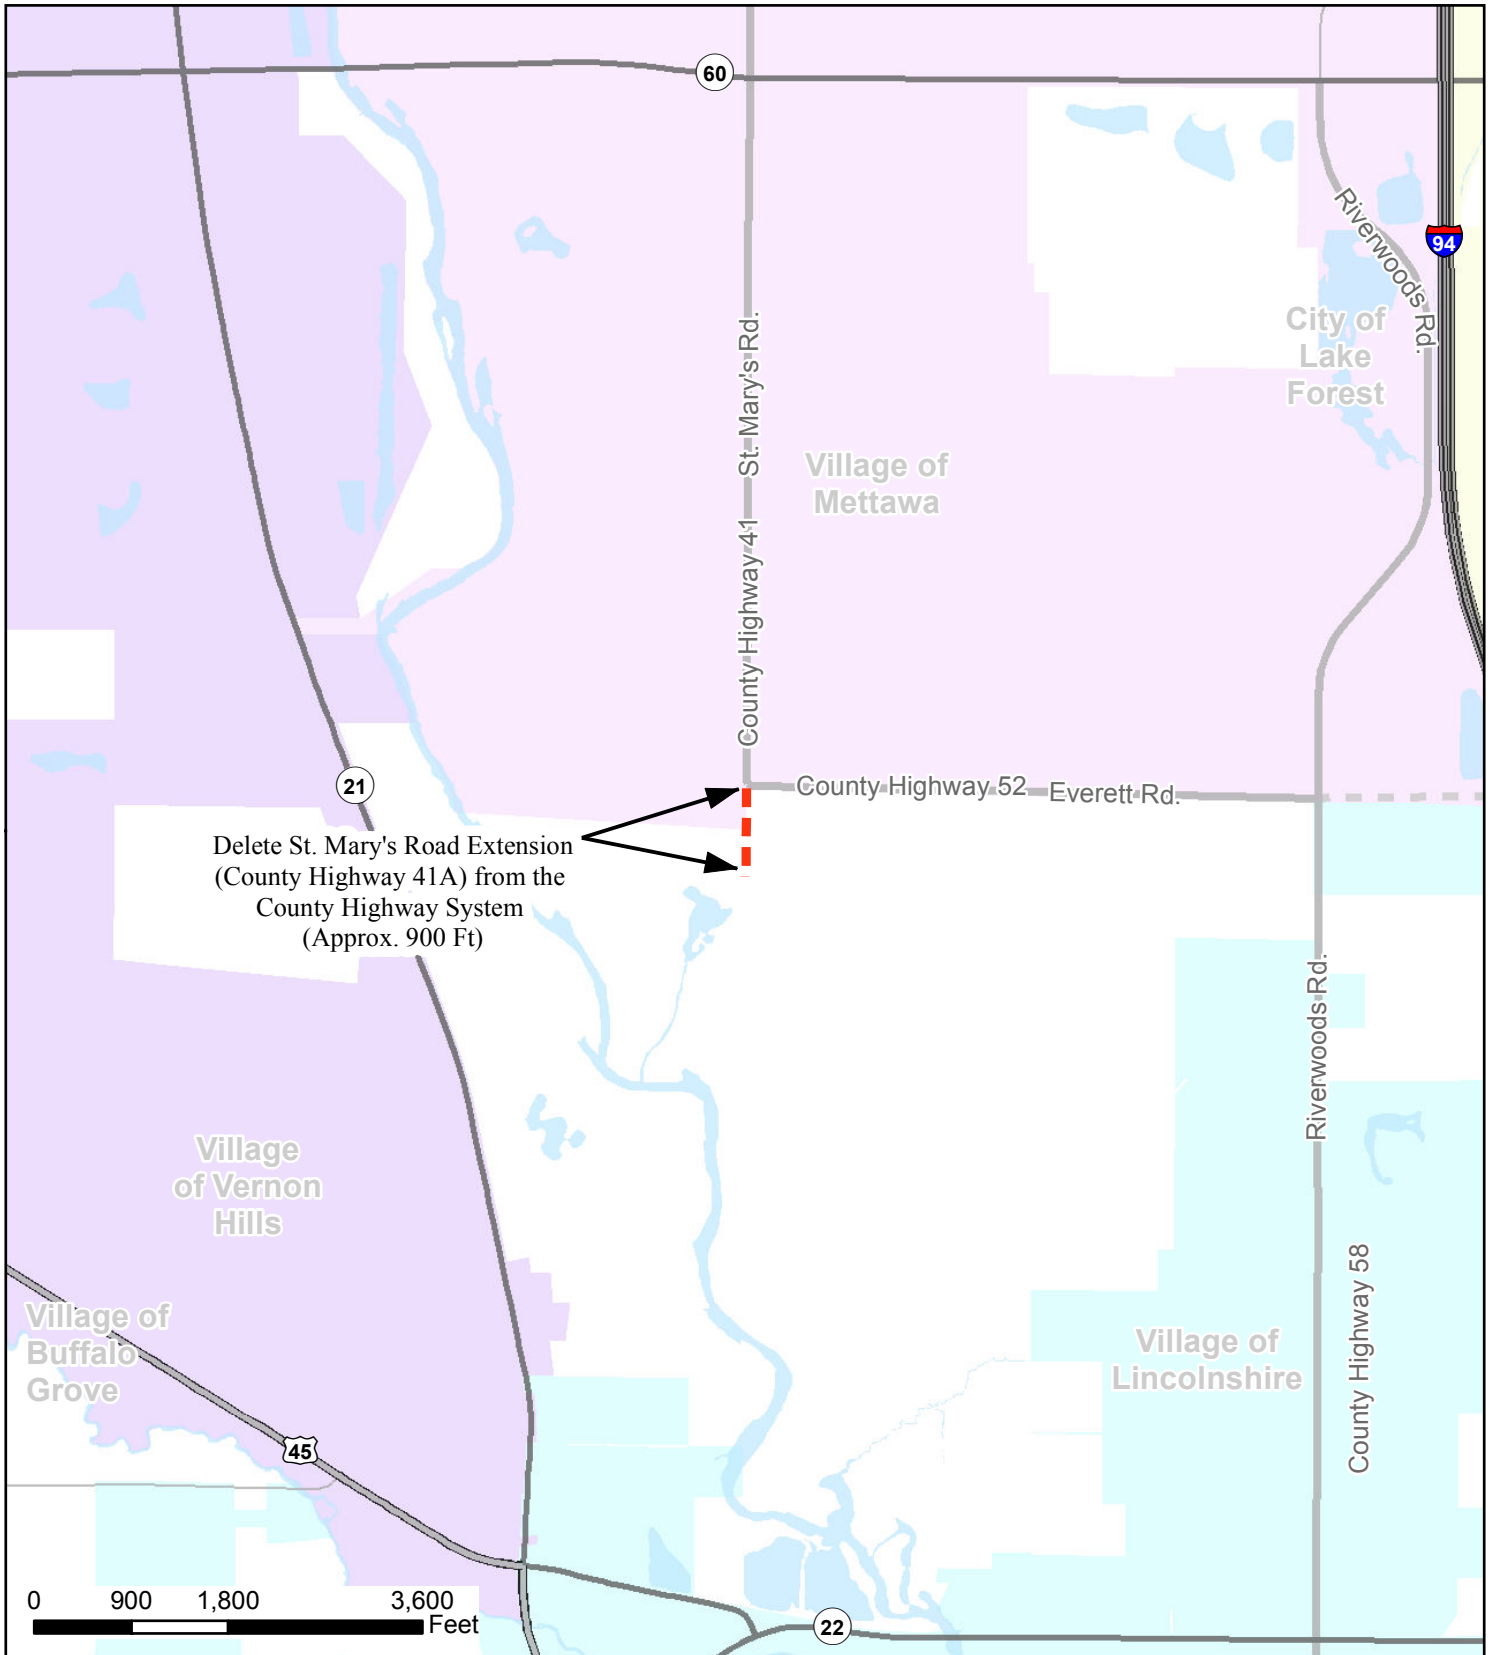 60
Riverwoods Rd.
94
City of
Lake
Forest
County Highway 41 St. Mary's Rd.
Village of
Mettawa
21
County Highway 52 Everett Rd.
Delete St. Mary's Road Extension
(County Highway 41A) from the
County Highway System
(Approx. 900 Ft)
Riverwoods Rd.
Village
of Vernon
Hills
County Highway 58
Village of
Buffalo
Grove
Village of
Lincolnshire
45
0 900 1,800 3,600
Feet
22